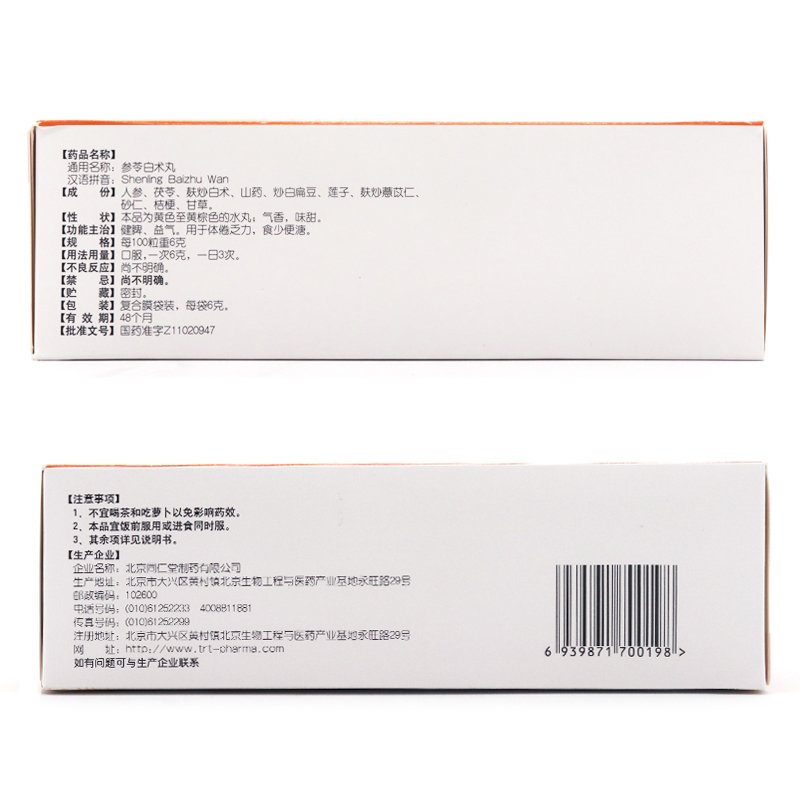 【药品名称】
通用名称：参苓白术丸
汉语拼音：Shenling Baizhu Wan
【成　份】人参、茯苓、麸炒白术、山药、炒白扁豆、莲子、麸炒薏苡仁、
砂仁、桔梗、甘草。
【性　状】本品为黄色至黄棕色的水丸；气香，味甜。
【功能主治】健脾、益气。用于体倦乏力，食少便溏。
【规　格】每100粒重6克
【用法用量】口服，一次6克，一日3次。
【不良反应】尚不明确。
【禁　忌】尚不明确。
【贮　藏】密封。
【包　装】复合膜袋装，每袋6克。
【有 效 期】48个月
【批准文号】国药准字Z11020947
【注意事项】
1、不宜喝茶和吃萝卜以免影响药效。
2、本品宜饭前服用或进食同时服。
3、其余项详见说明书。
【生产企业】
企业名称：北京同仁堂制药有限公司
生产地址：北京市大兴区黄村镇北京生物工程与医药产业基地永旺路29号
邮政编码：102600
电话号码：(010)61252233　4008811881
传真号码：(010)61252299
注册地址：北京市大兴区黄村镇北京生物工程与医药产业基地永旺路29号
网　址：http://www.trt-pharma.com
如有问题可与生产企业联系
6 939871 700198 >